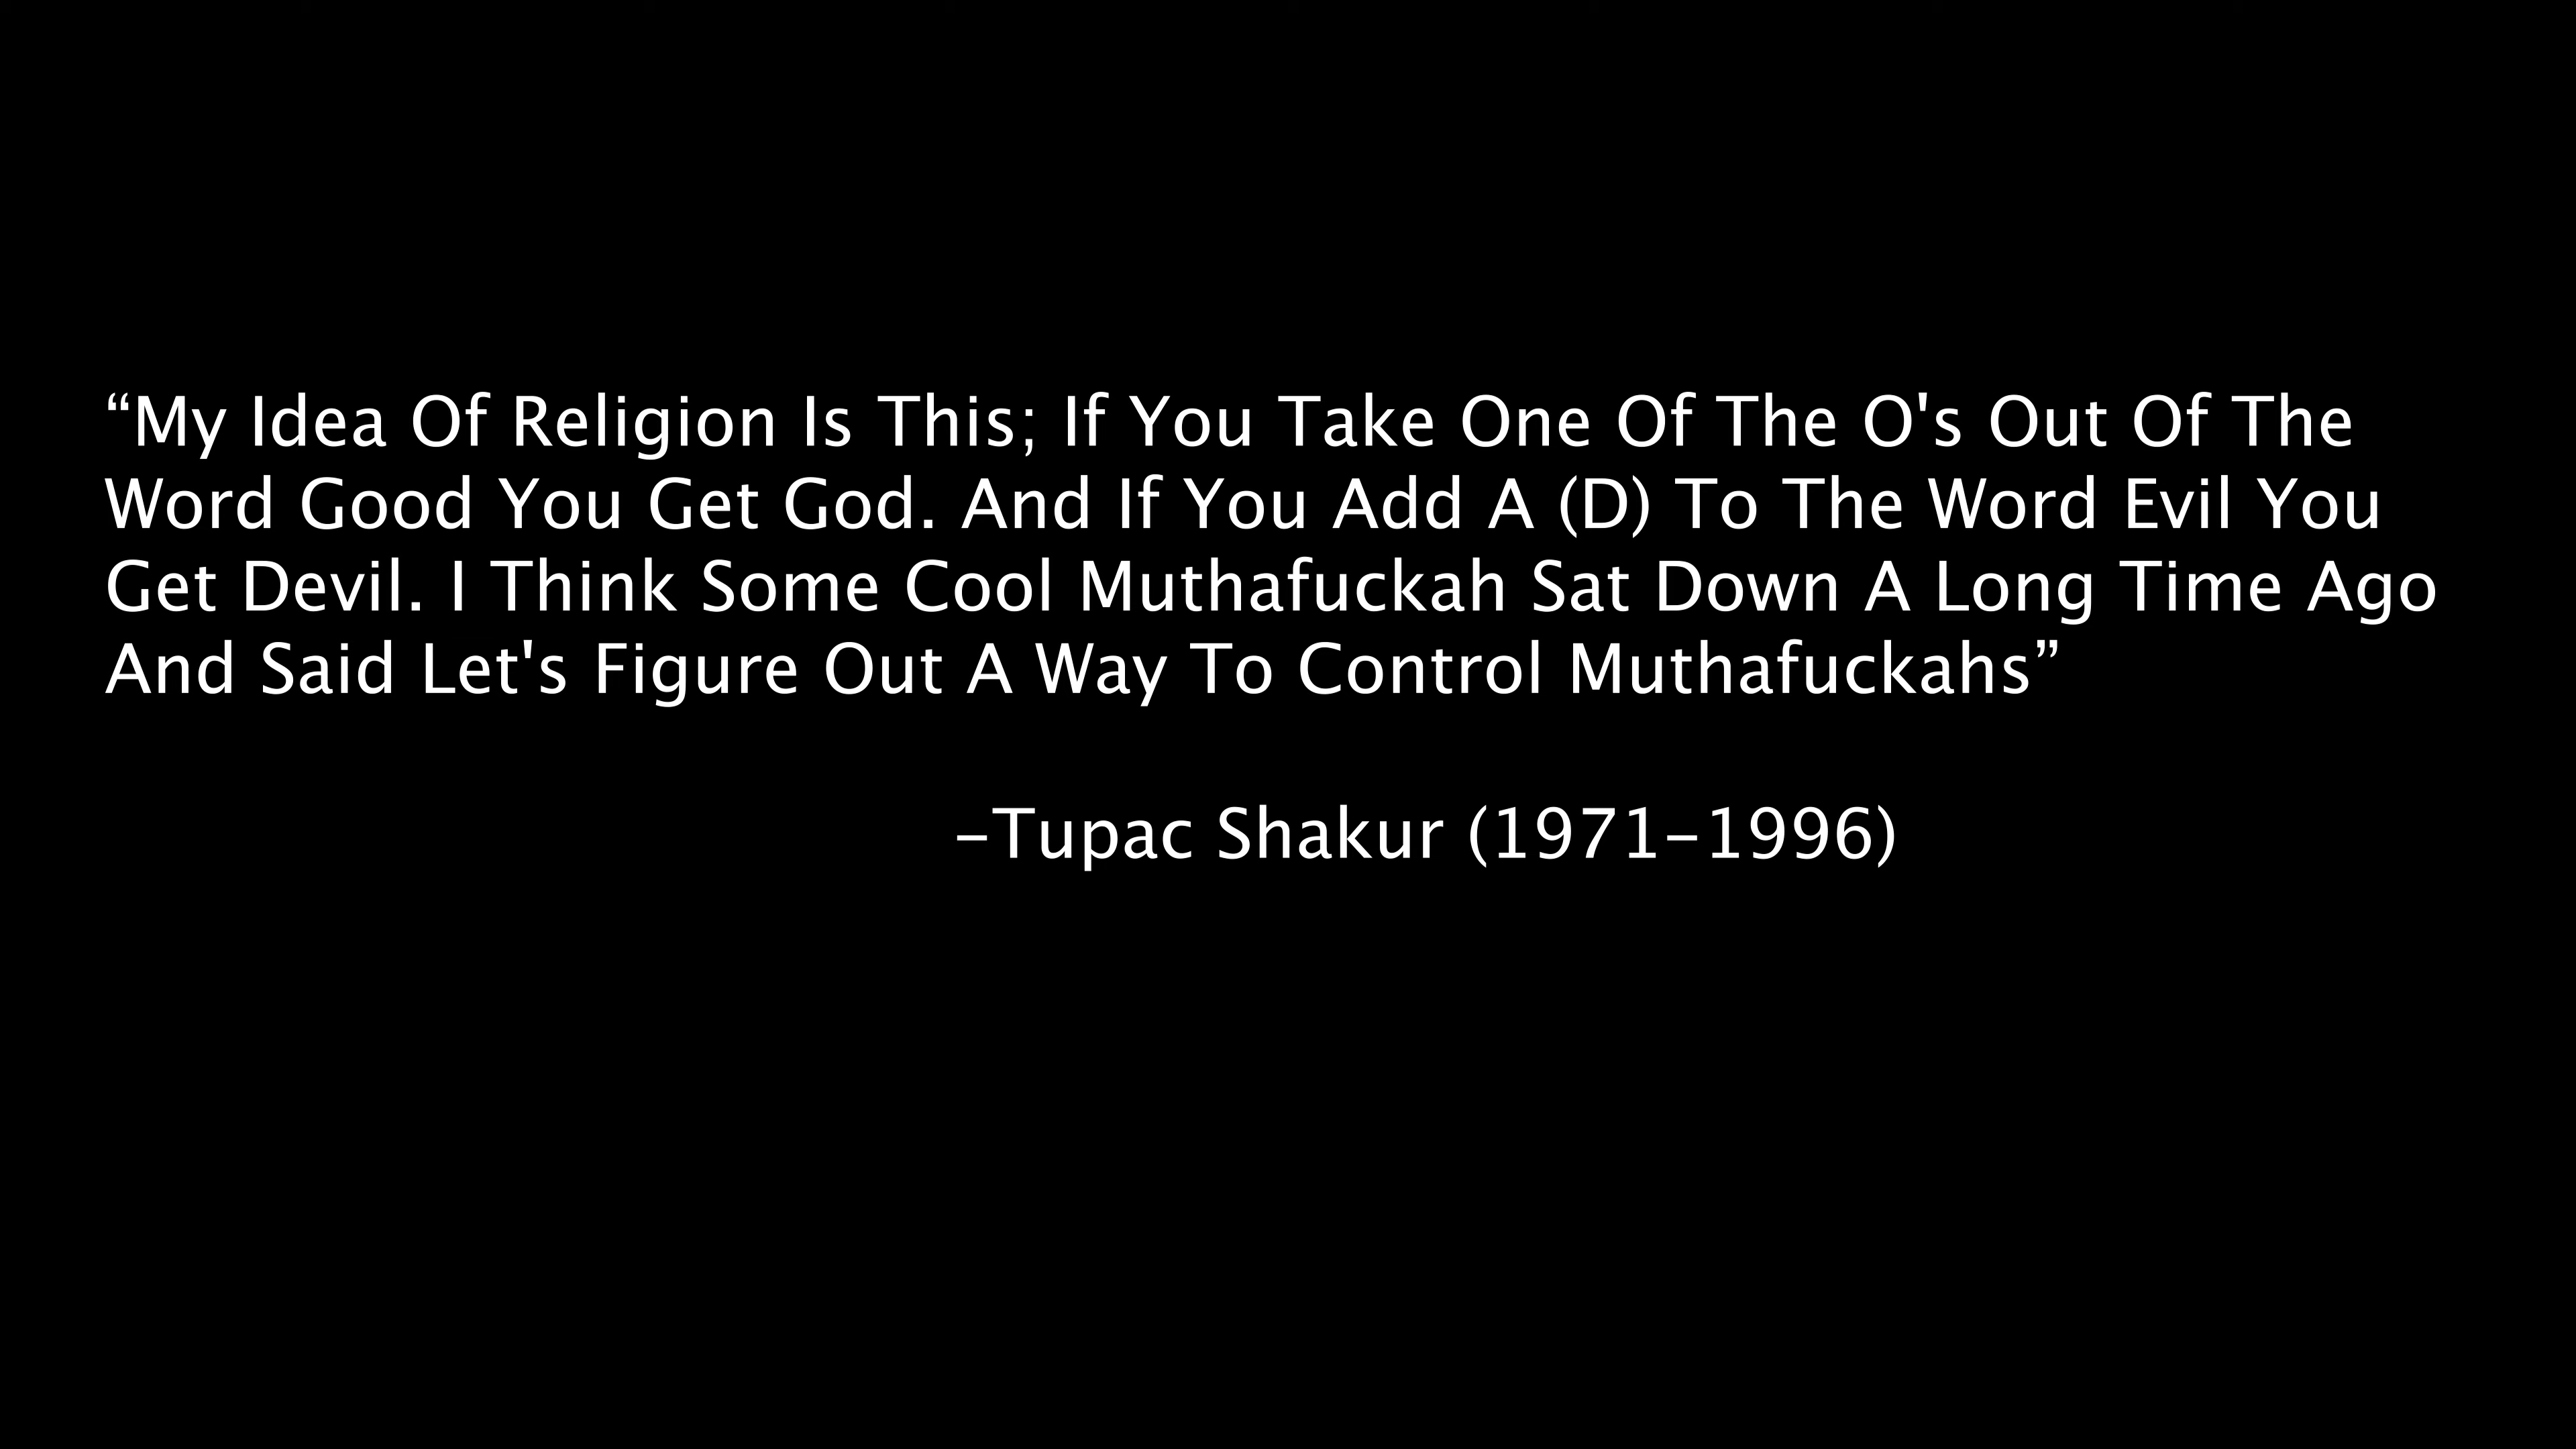 “My Idea Of Religion Is This; If You Take One Of The O's Out Of The
Word Good You Get God. And If You Add A (D) To The Word Evil You
Get Devil. I Think Some Cool Muthafuckah Sat Down A Long Time Ago
And Said Let's Figure Out A Way To Control Muthafuckahs”
–Tupac Shakur (1971–1996)